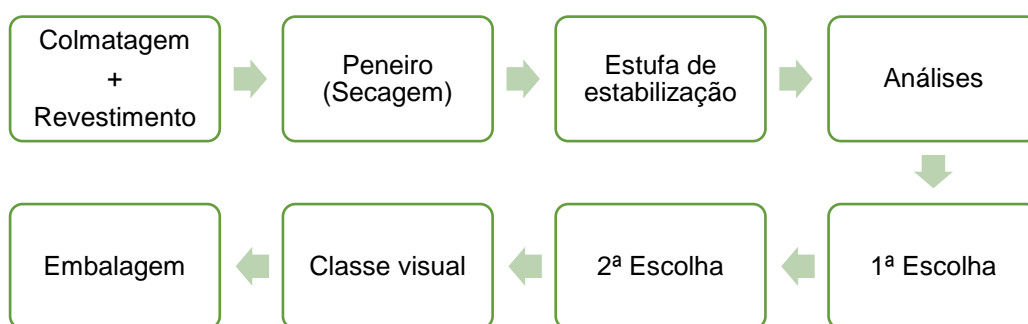 Colmatagem
+
Revestimento
Peneiro
(Secagem)
Estufa de
estabilização
Análises
1ª Escolha
2ª Escolha
Classe visual
Embalagem